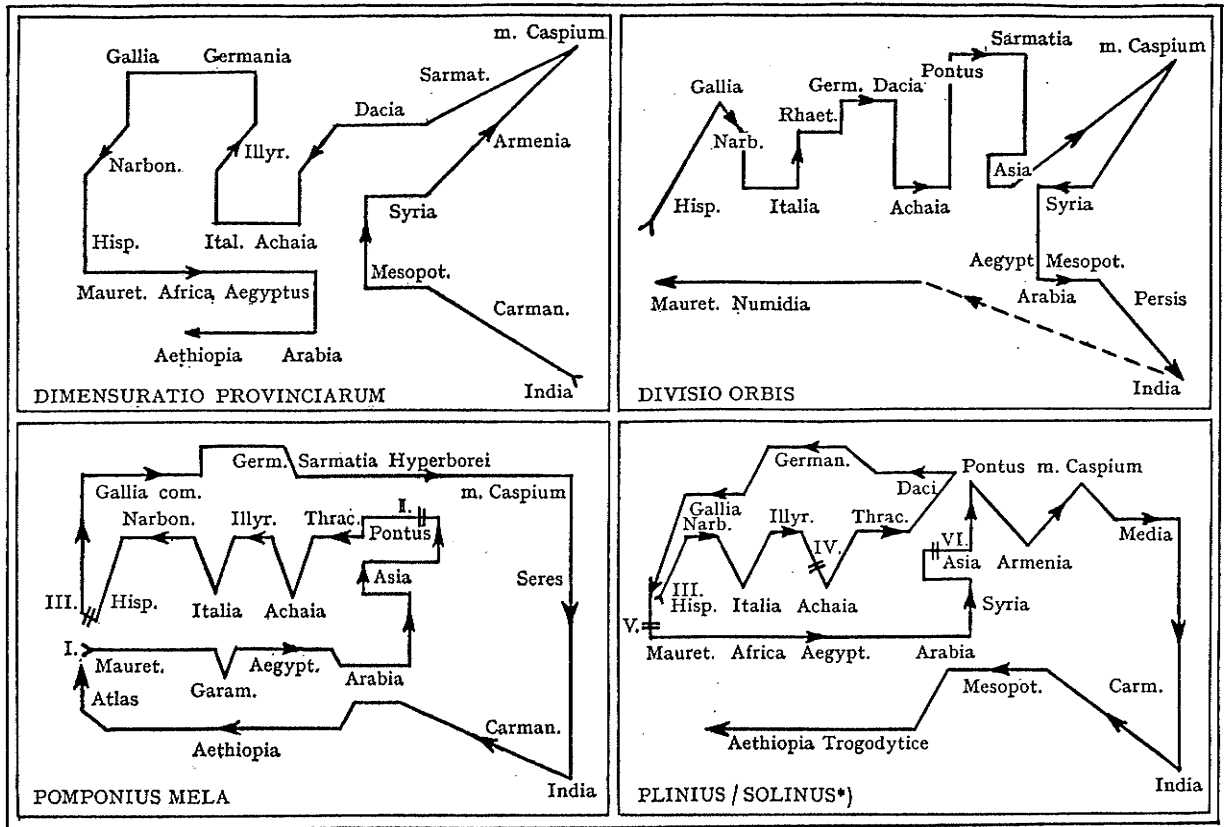 m. Caspium
Gallia Germania
Sarmat.
Dacia
Armenia
Narbon. Illyr.
Syria
Hisp. Ital. Achaia
Mesopot.
Mauret. Africa Aegyptus
Carman.
Aethiopia Arabia
India
DIMENSURATIO PROVINCIARUM
Sarmatia
m. Caspium
Pontus
Gallia Germ. Dacia
Rhaet.
Narb.
Asia
Hisp. Italia Achaia Syria
Aegypt Mesopot.
Mauret. Numidia Arabia Persis
India
DIVISIO ORBIS
Germ. Sarmatia Hyperborei
Gallia com. m. Caspium
II.
Narbon. Illyr. Thrac. Pontus
Asia Seres
III. Hisp. Italia Achaia
I. Mauret. Aegypt. Arabia
Atlas Garam.
Carman.
Aethiopia
India
POMPONIUS MELA
German. Pontus m. Caspium
Daci
Gallia
Narb. Illyr. Thrac. Media
IV. VI.
Asia Armenia
III.
Hisp. Italia Achaia Syria
V.
Mauret. Africa Aegypt. Arabia
Mesopot. Carm.
Aethiopia Trogodytice
India
PLINIUS / SOLINUS*)